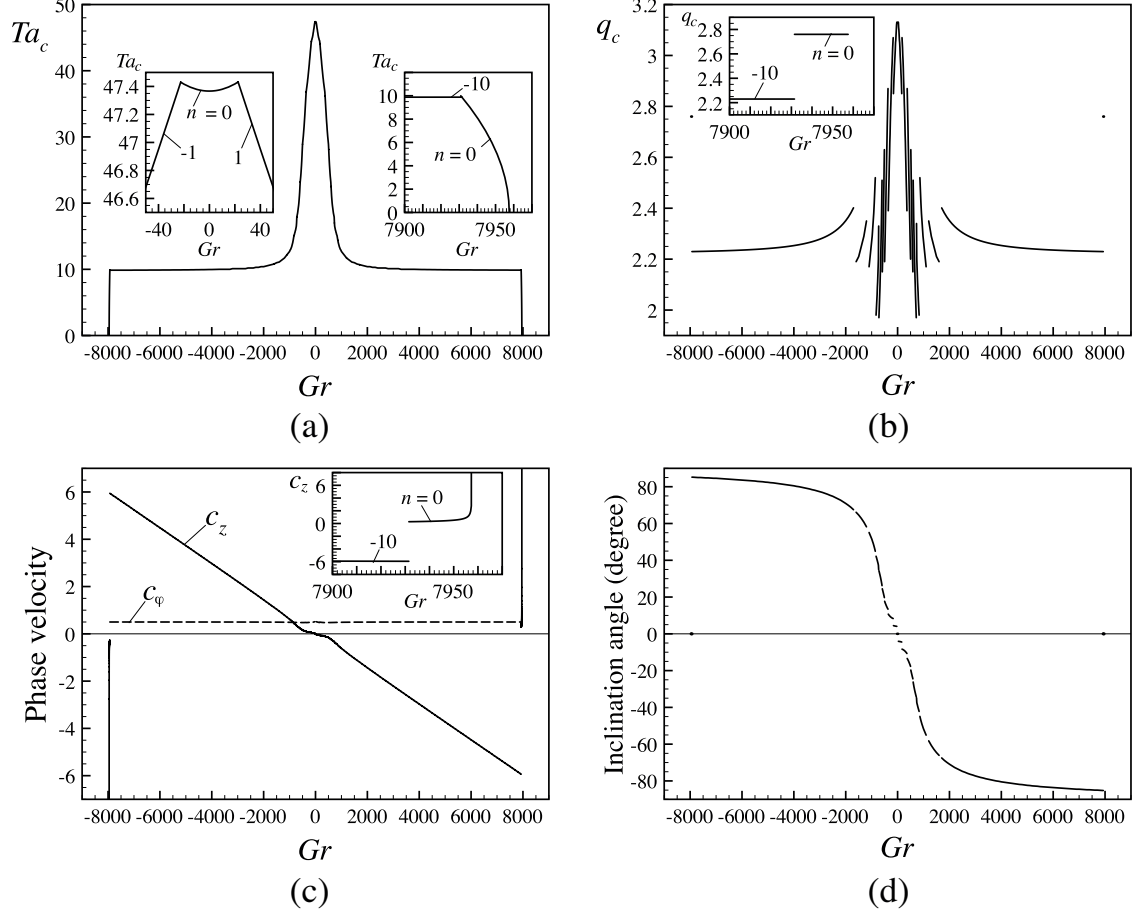 Ta_c
50
40
30
20
10
0
-8000 -6000 -4000 -2000 0 2000 4000 6000 8000
Gr
(a)
Ta_c
47.4
47.2
47
46.8
46.6
-40 0 40
Gr
n = 0
-1
1
Ta_c
10
8
6
4
2
0
7900 7950
Gr
-10
n = 0
q_c
3.2
3
2.8
2.6
2.4
2.2
2
-8000 -6000 -4000 -2000 0 2000 4000 6000 8000
Gr
(b)
q_c
2.8
2.6
2.4
2.2
7900 7950
Gr
n = 0
-10
Phase velocity
6
4
2
0
-2
-4
-6
-8000 -6000 -4000 -2000 0 2000 4000 6000 8000
Gr
(c)
c_z
c_φ
c_z
6
0
-6
7900 7950
Gr
n = 0
-10
Inclination angle (degree)
80
60
40
20
0
-20
-40
-60
-80
-8000 -6000 -4000 -2000 0 2000 4000 6000 8000
Gr
(d)